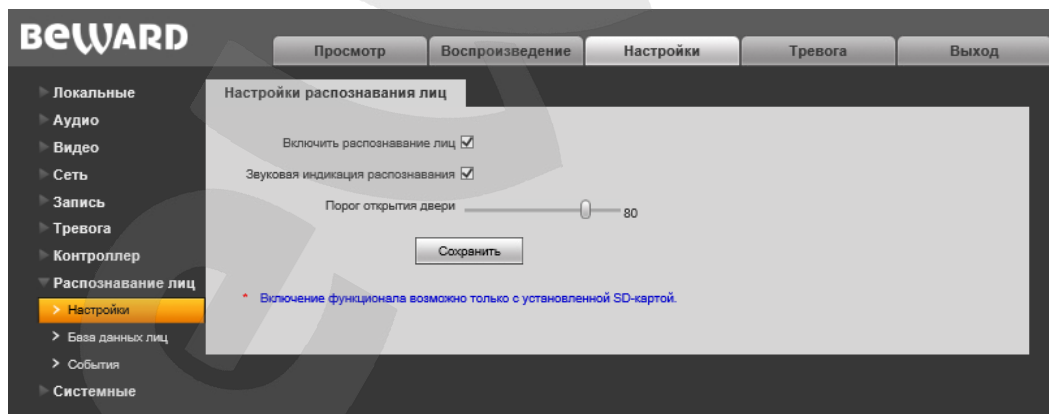 BEWARD
Просмотр Воспроизведение Настройки Тревога Выход
Локальные
Аудио
Видео
Сеть
Запись
Тревога
Контроллер
Распознавание лиц
> Настройки
> База данных лиц
> События
Системные
Настройки распознавания лиц
Включить распознавание лиц
Звуковая индикация распознавания
Порог открытия двери 80
Сохранить
* Включение функционала возможно только с установленной SD-картой.